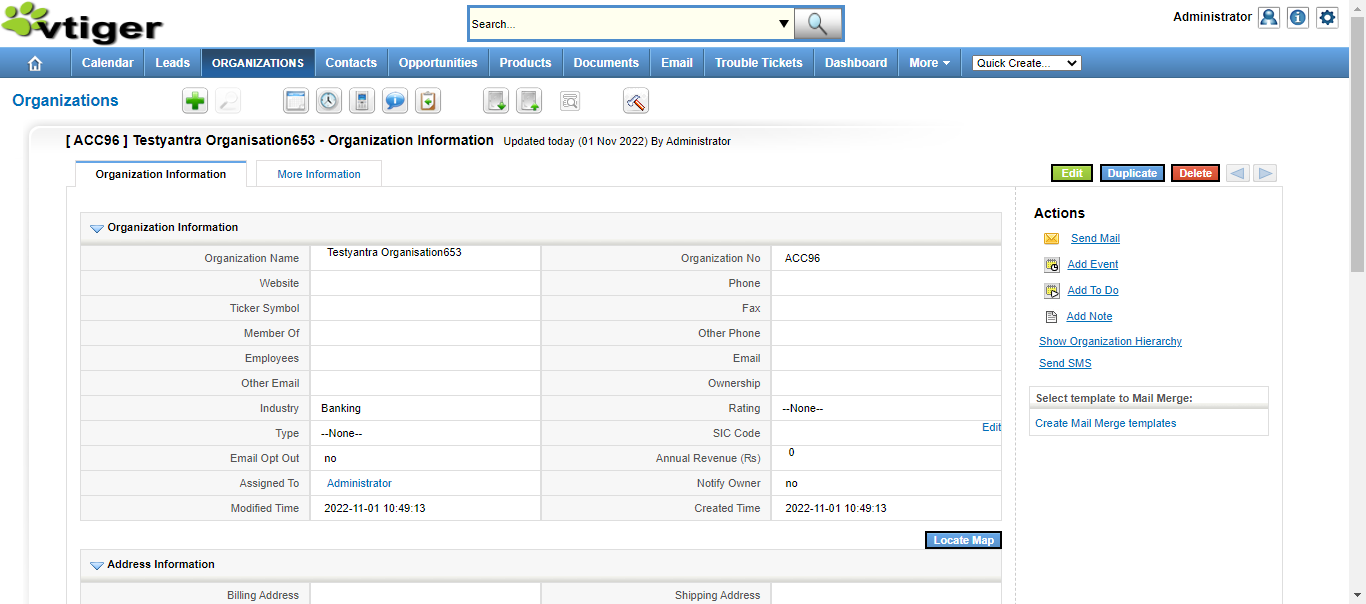 vtiger
Search...
Administrator
Calendar Leads ORGANIZATIONS Contacts Opportunities Products Documents Email Trouble Tickets Dashboard More Quick Create...
Organizations
[ ACC96 ] Testyantra Organisation653 - Organization Information Updated today (01 Nov 2022) By Administrator
Organization Information More Information Edit Duplicate Delete
Organization Information
Organization Name Testyantra Organisation653 Organization No ACC96
Website Phone
Ticker Symbol Fax
Member Of Other Phone
Employees Email
Other Email Ownership
Industry Banking Rating --None--
Type --None-- SIC Code Edit
Email Opt Out no Annual Revenue (Rs) 0
Assigned To Administrator Notify Owner no
Modified Time 2022-11-01 10:49:13 Created Time 2022-11-01 10:49:13
Locate Map
Address Information
Billing Address Shipping Address
Actions
Send Mail
Add Event
Add To Do
Add Note
Show Organization Hierarchy
Send SMS
Select template to Mail Merge:
Create Mail Merge templates